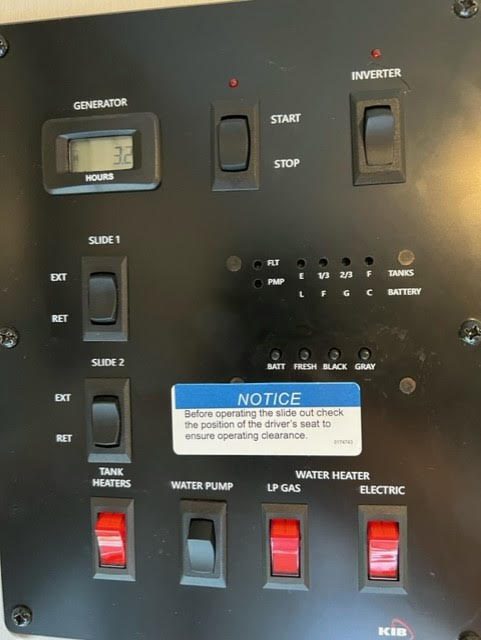 INVERTER
GENERATOR
START
3.2
HOURS
STOP
SLIDE 1
EXT
RET
FLT
PMP
E 1/3 2/3 F TANKS
L F G C BATTERY
SLIDE 2
BATT FRESH BLACK GRAY
EXT
RET
NOTICE
Before operating the slide out check
the position of the driver's seat to
ensure operating clearance.
0174743
TANK
HEATERS
WATER PUMP
WATER HEATER
LP GAS
ELECTRIC
KIB